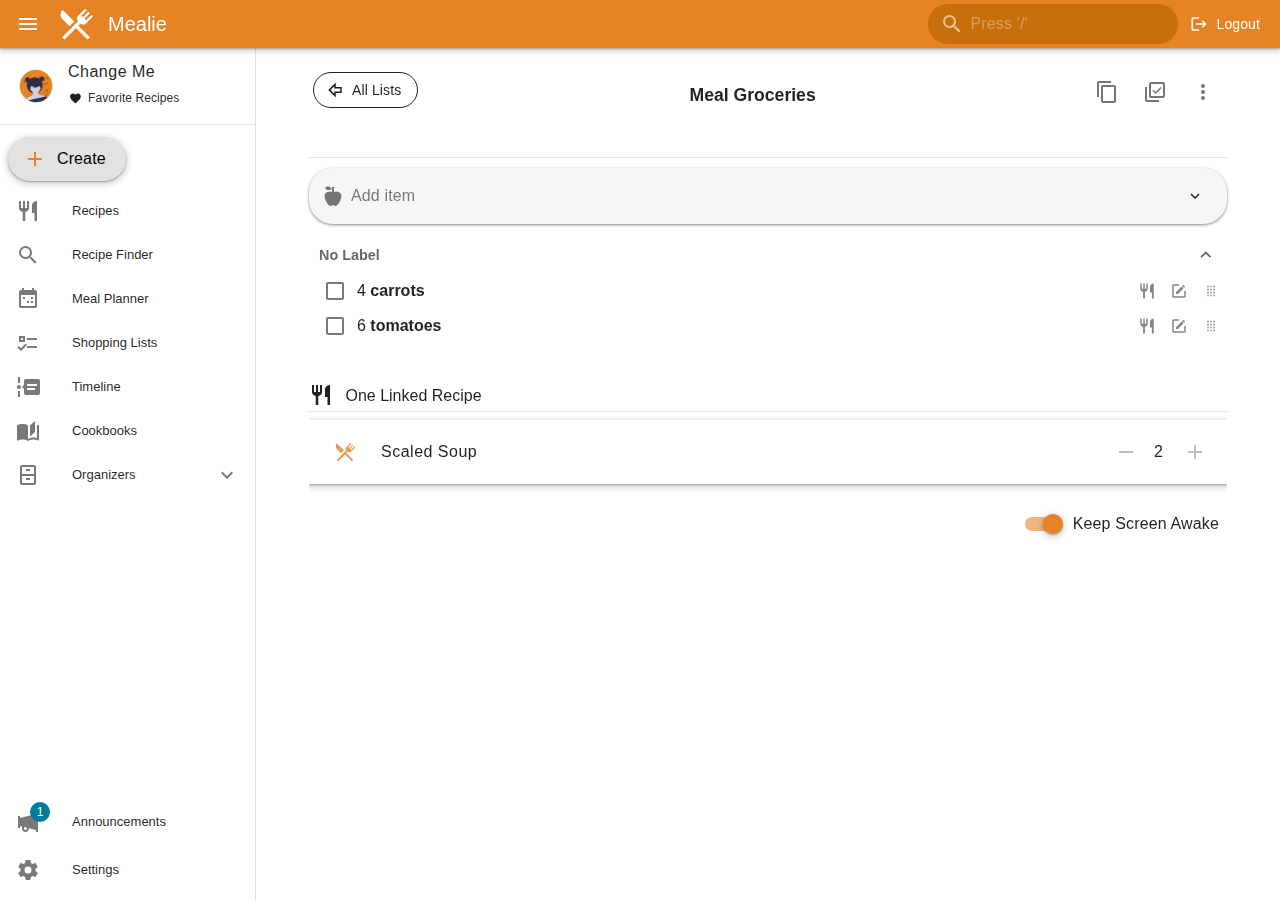 Mealie
Press '/'
Logout
Change Me
Favorite Recipes
Create
Recipes
Recipe Finder
Meal Planner
Shopping Lists
Timeline
Cookbooks
Organizers
1
Announcements
Settings
All Lists
Meal Groceries
Add item
No Label
4 carrots
6 tomatoes
One Linked Recipe
Scaled Soup
2
Keep Screen Awake